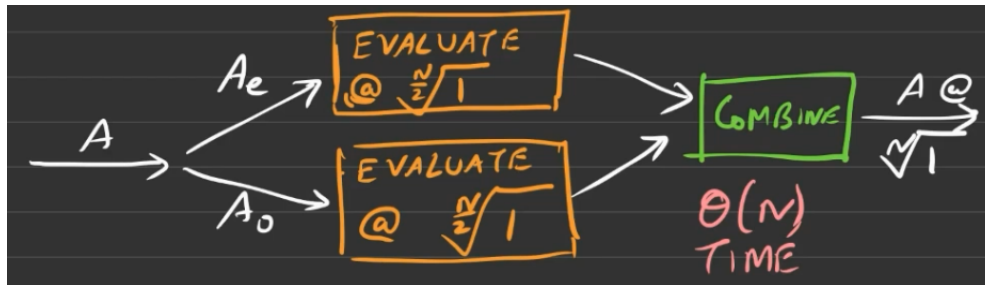 A
Ae
Ao
EVALUATE
@ ᴺ⁄₂√1
EVALUATE
@ ᴺ⁄₂√1
COMBINE
A @
ᴺ√1
Θ(N)
TIME